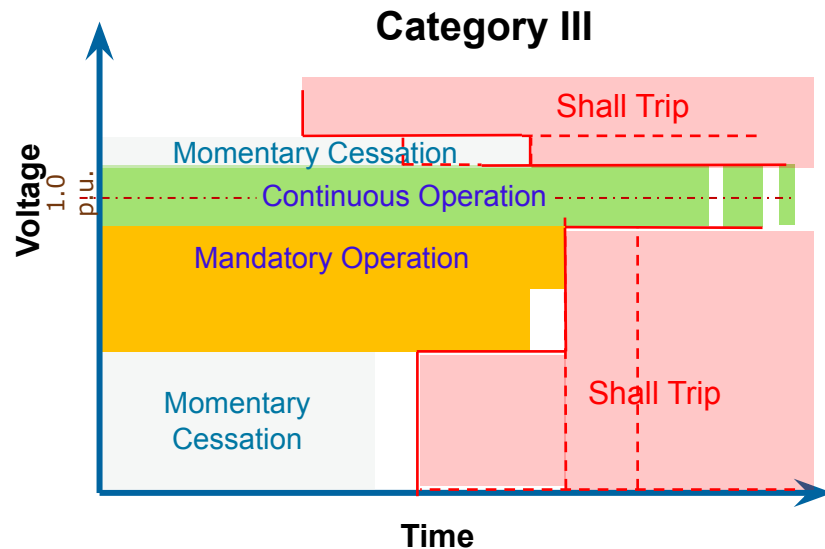 Category III
Shall Trip
Momentary Cessation
Voltage
1.0
p.u.
Continuous Operation
Mandatory Operation
Momentary
Cessation
Shall Trip
Time